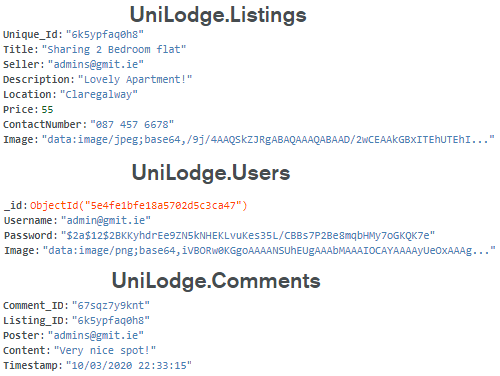 UniLodge.Listings
Unique_Id: "6k5ypfaq0h8"
Title: "Sharing 2 Bedroom flat"
Seller: "admins@gmit.ie"
Description: "Lovely Apartment!"
Location: "Claregalway"
Price: 55
ContactNumber: "087 457 6678"
Image: "data:image/jpeg;base64,/9j/4AAQSkZJRgABAQAAAQABAAD/2wCEAAkGBxITEhUTEhI..."
UniLodge.Users
_id: ObjectId("5e4fe1bfe18a5702d5c3ca47")
Username: "admin@gmit.ie"
Password: "$2a$12$2BKKyhdrEe9ZN5kNHEKLvuKes35L/CBBs7P2Be8mqbHMy7oGKQK7e"
Image: "data:image/png;base64,iVBORw0KGgoAAAANSUhEUgAAAbMAAAIOCAYAAAAyUeOxAAAg..."
UniLodge.Comments
Comment_ID: "67sqz7y9knt"
Listing_ID: "6k5ypfaq0h8"
Poster: "admins@gmit.ie"
Content: "Very nice spot!"
Timestamp: "10/03/2020 22:33:15"